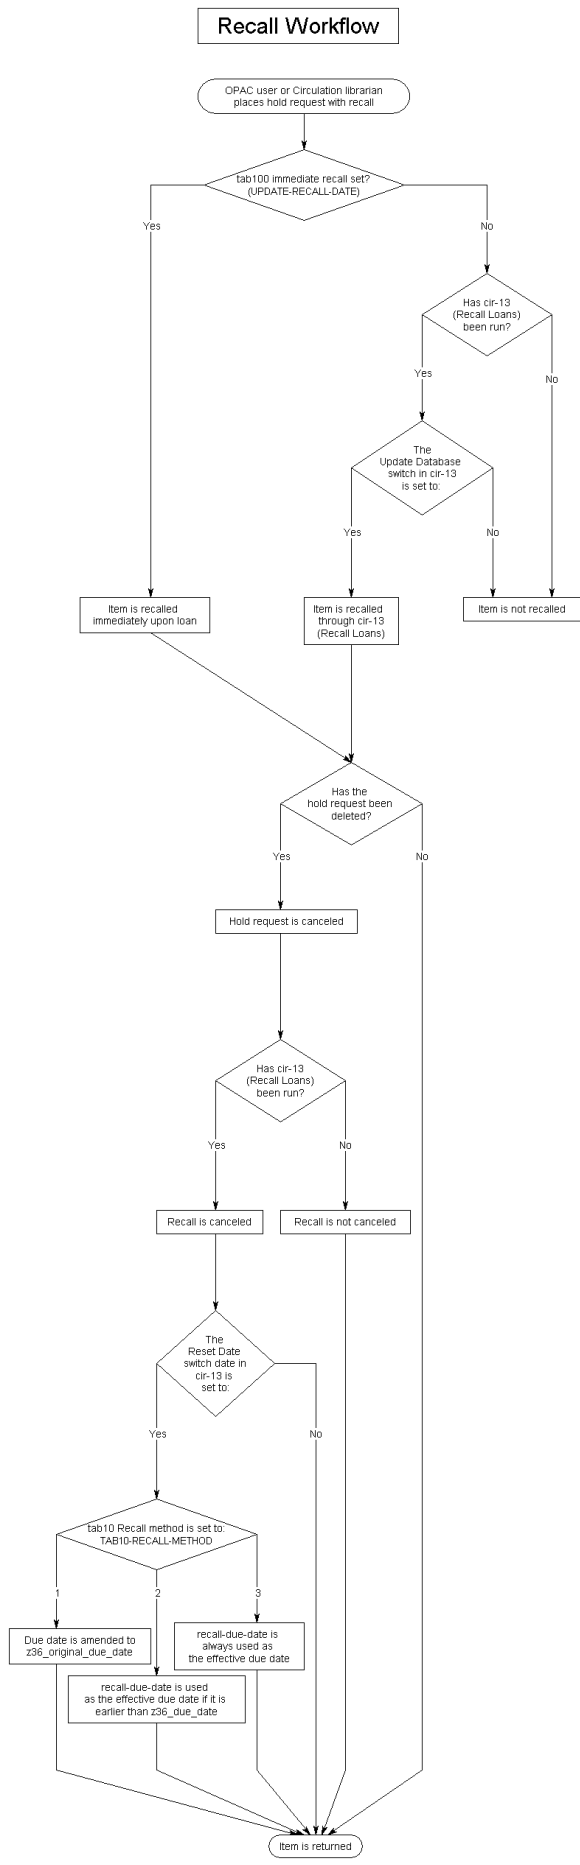 Recall Workflow
OPAC user or Circulation librarian
places hold request with recall
tab100 immediate recall set?
(UPDATE-RECALL-DATE)
Yes
No
Has cir-13
(Recall Loans)
been run?
Yes
No
The
Update Database
switch in cir-13
is set to:
Yes
No
Item is recalled
immediately upon loan
Item is recalled
through cir-13
(Recall Loans)
Item is not recalled
Has the
hold request been
deleted?
Yes
No
Hold request is canceled
Has cir-13
(Recall Loans)
been run?
Yes
No
Recall is canceled
Recall is not canceled
The
Reset Date
switch date in
cir-13 is
set to:
Yes
No
tab10 Recall method is set to:
TAB10-RECALL-METHOD
1
2
3
Due date is amended to
z36_original_due_date
recall-due-date is
always used as
the effective due date
recall-due-date is used
as the effective due date if it is
earlier than z36_due_date
Item is returned